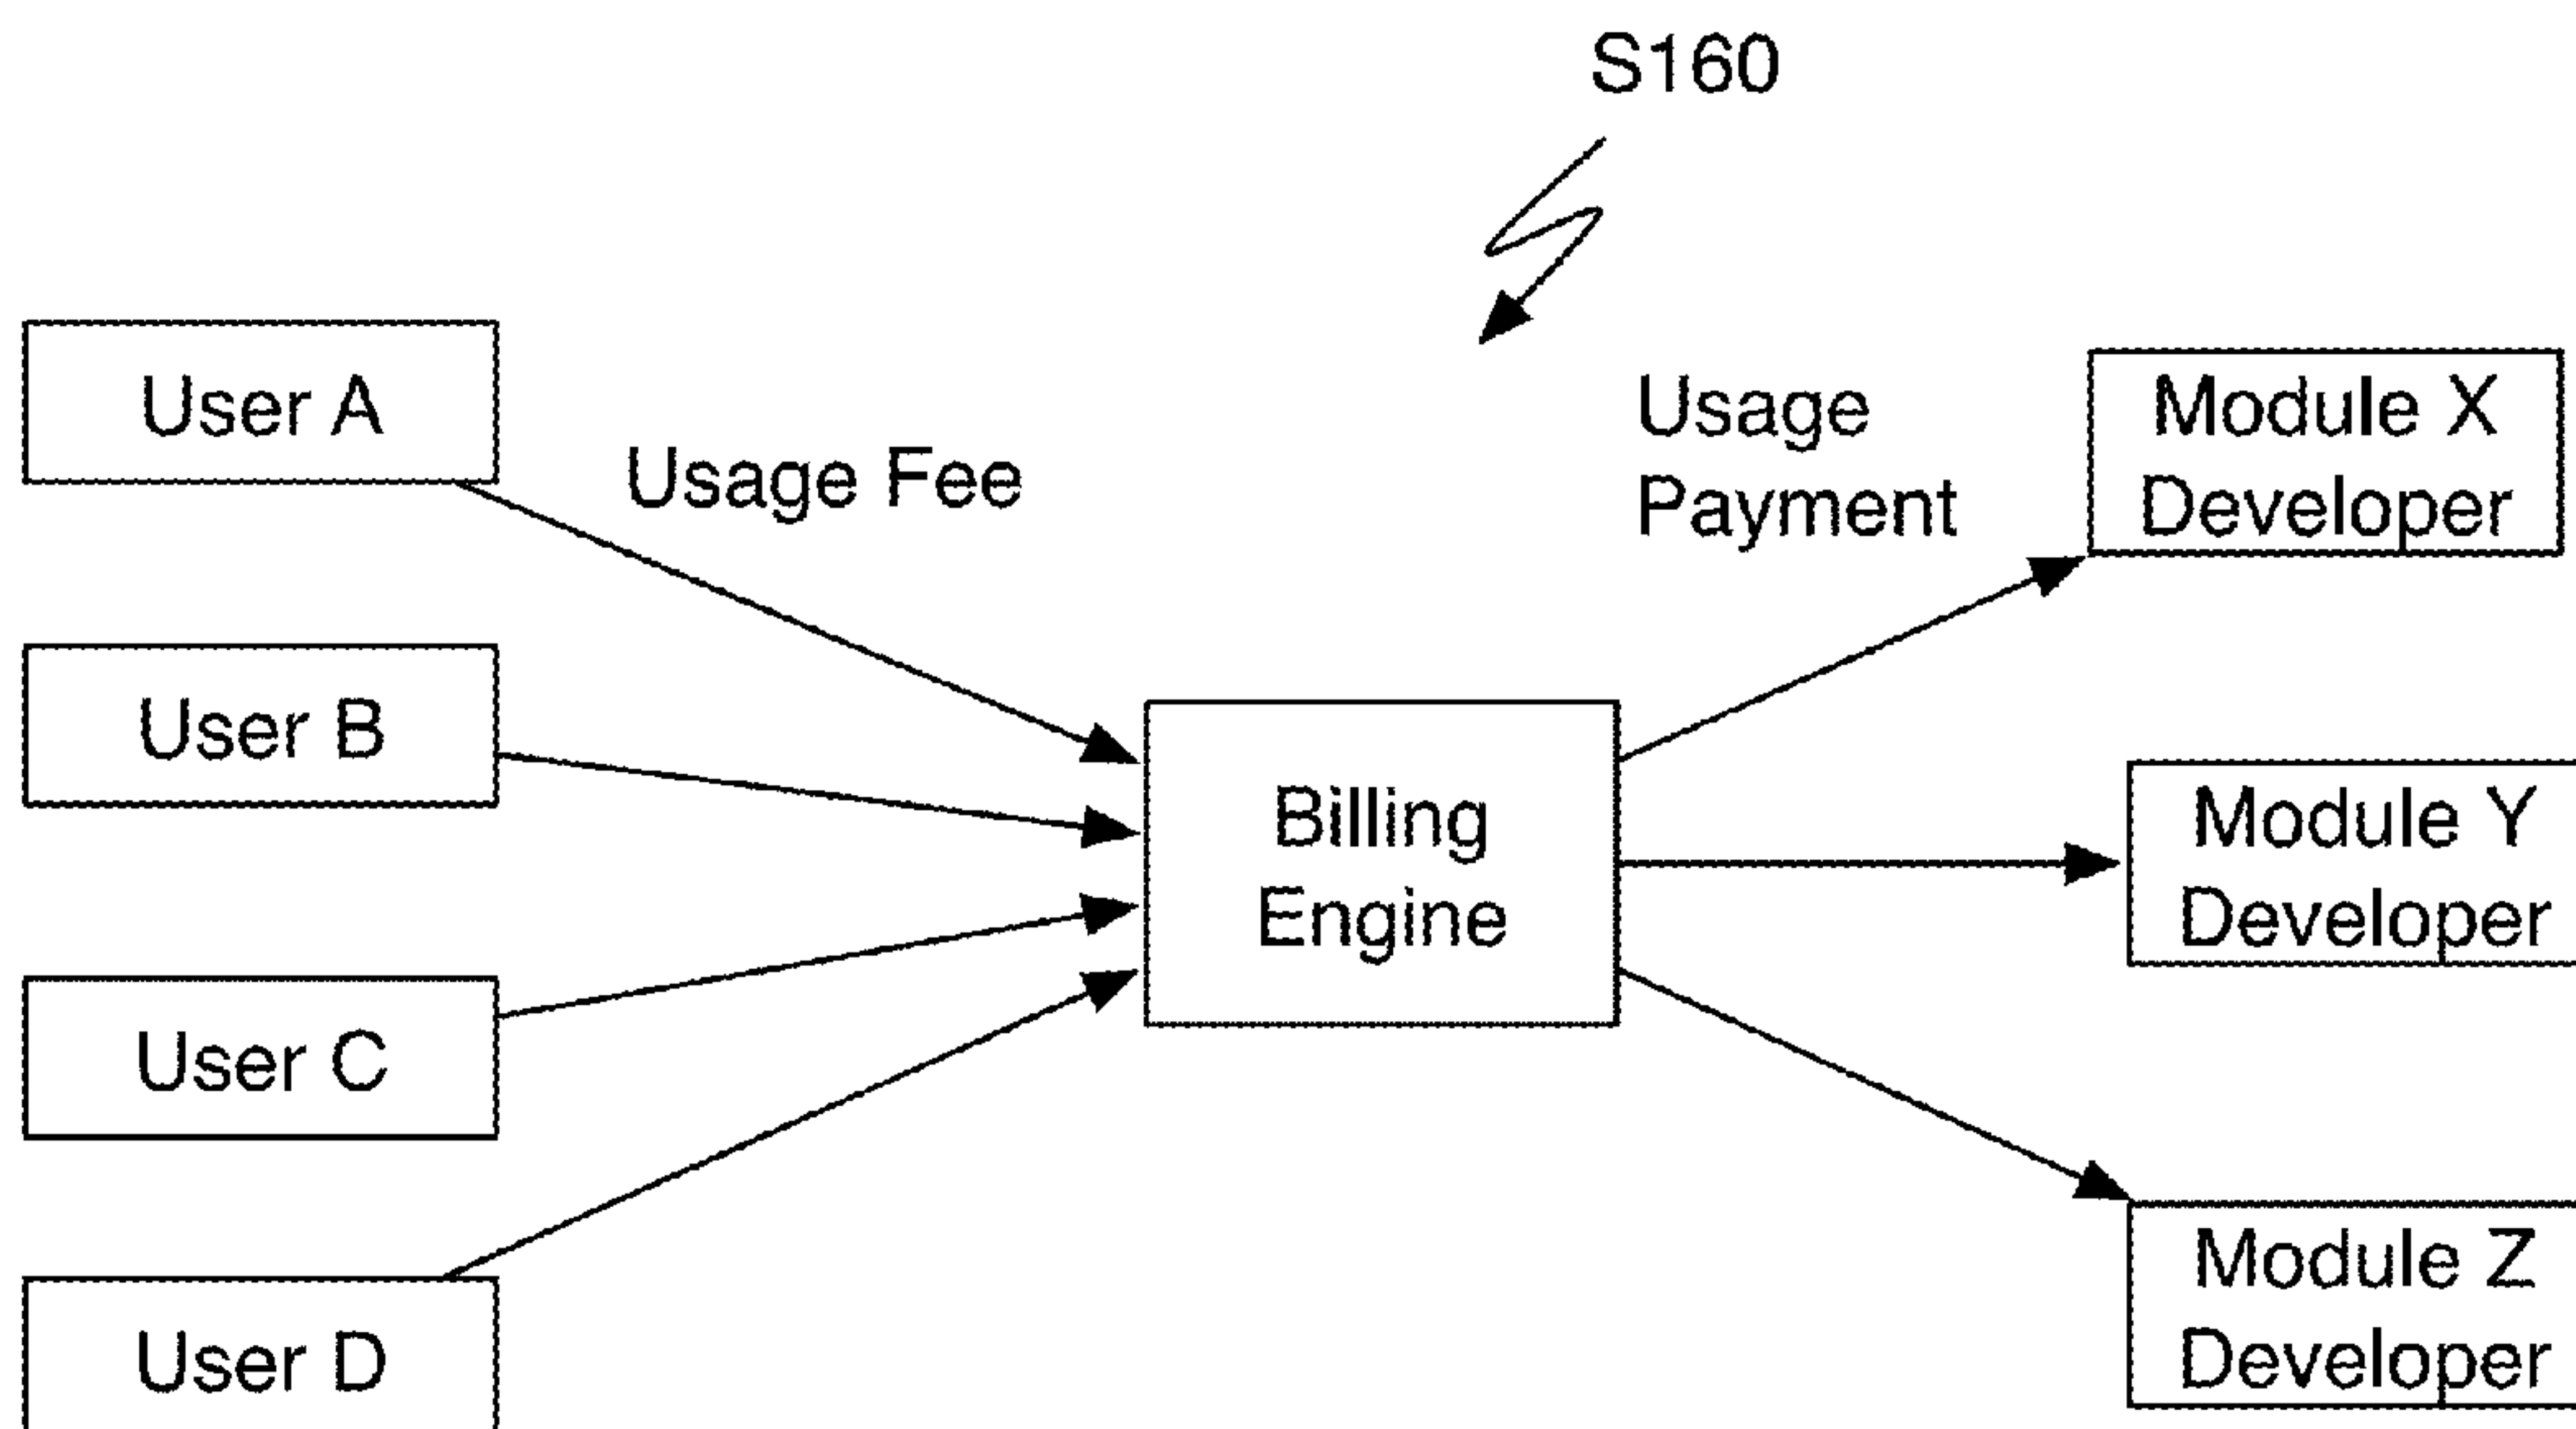 S160
User A
Usage Fee
Usage
Payment
Module X
Developer
User B
Billing
Engine
Module Y
Developer
User C
User D
Module Z
Developer